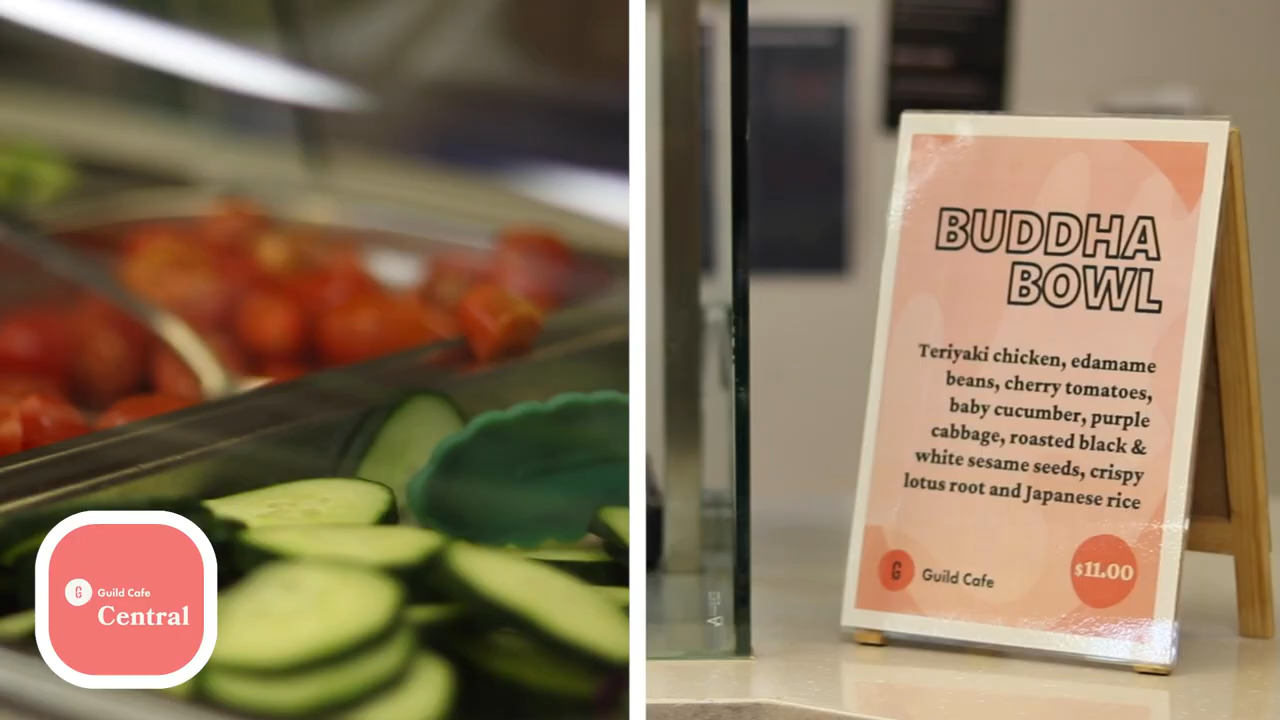 G Guild Cafe
Central
BUDDHA
BOWL
Teriyaki chicken, edamame
beans, cherry tomatoes,
baby cucumber, purple
cabbage, roasted black &
white sesame seeds, crispy
lotus root and Japanese rice
G Guild Cafe
$11.00